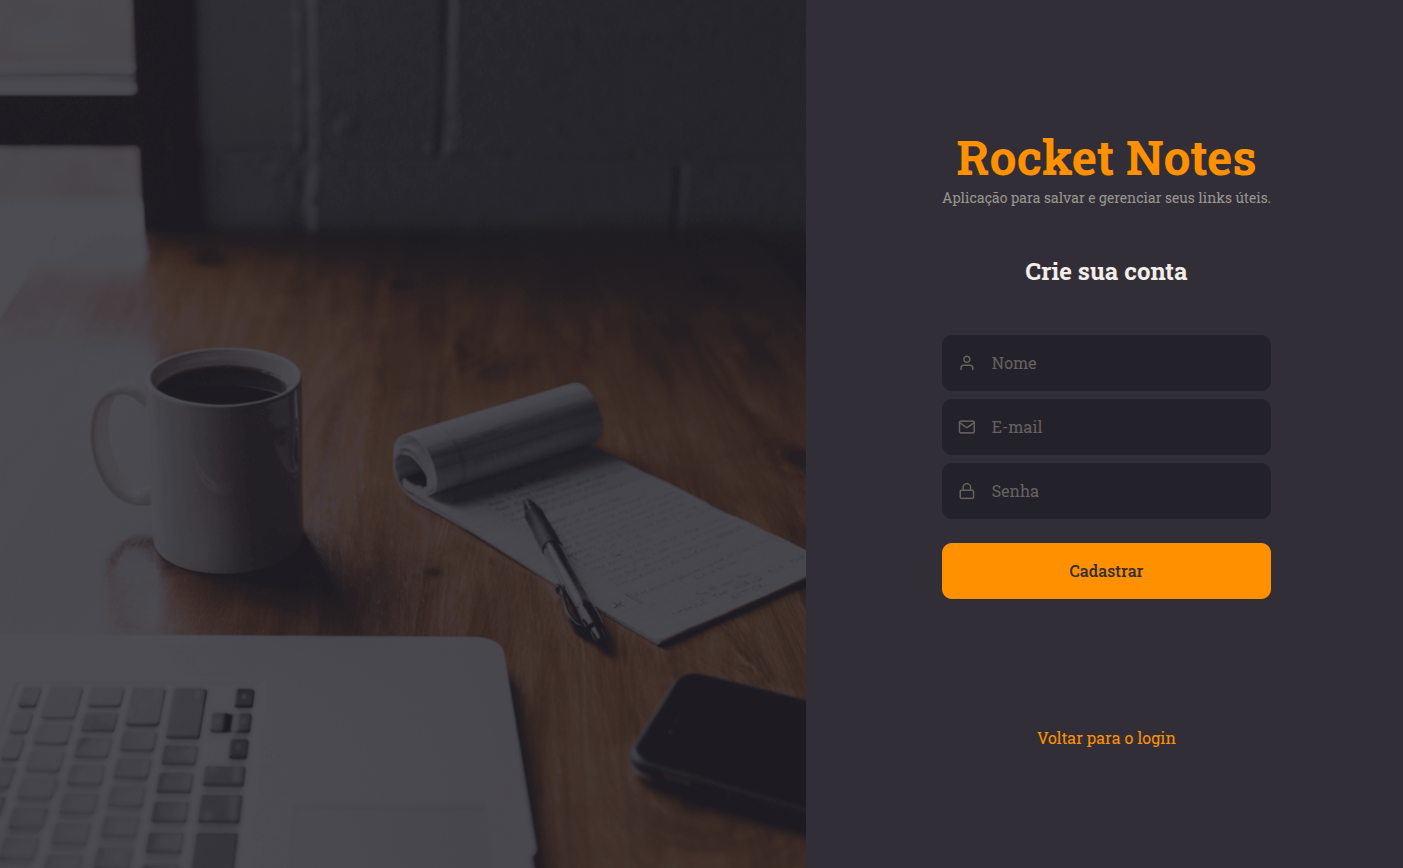 Rocket Notes
Aplicação para salvar e gerenciar seus links úteis.
Crie sua conta
Nome
E-mail
Senha
Cadastrar
Voltar para o login